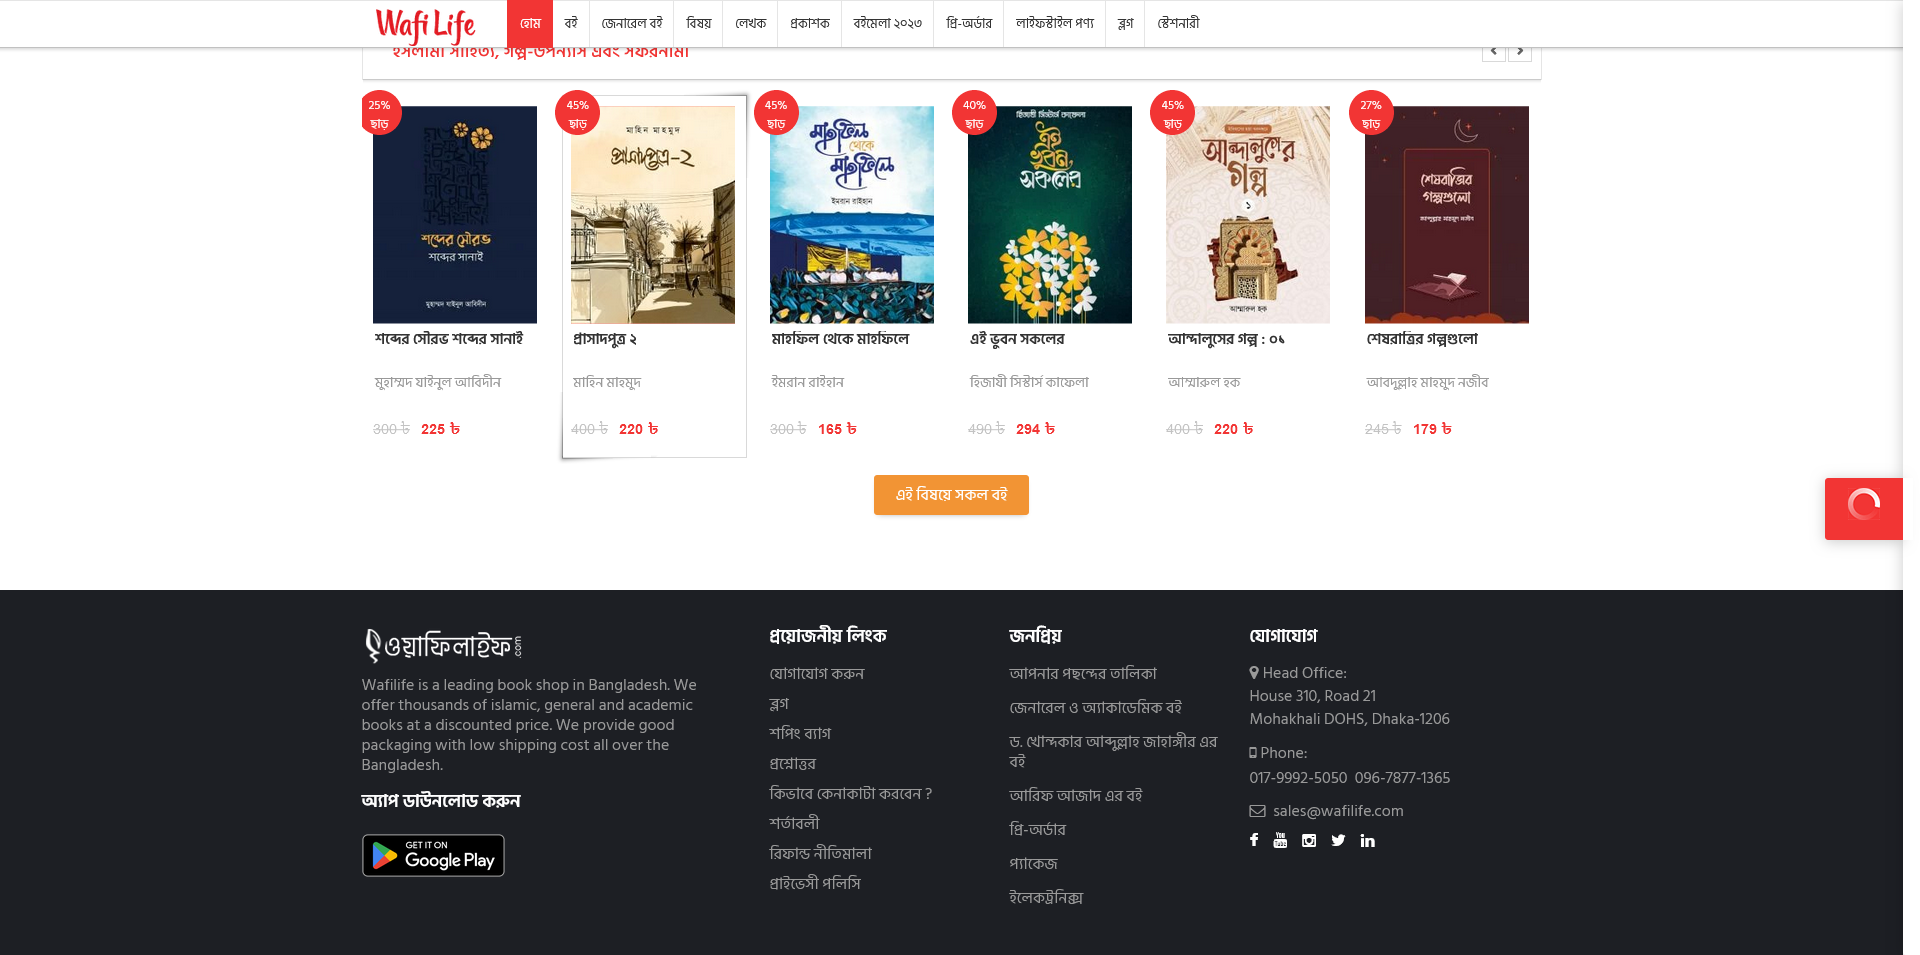 Wafi Life
হোম
বই
জেনারেল বই
বিষয়
লেখক
প্রকাশক
বইমেলা ২০২৩
প্রি-অর্ডার
লাইফস্টাইল পণ্য
ব্লগ
স্টেশনারী
ইসলামী সাহিত্য, গল্প-উপন্যাস এবং সফরনামা
25%
ছাড়
45%
ছাড়
45%
ছাড়
40%
ছাড়
45%
ছাড়
27%
ছাড়
শব্দের সৌরভ
শব্দের সানাই
মুহাম্মদ যাইনুল আবিদীন
মাহিন মাহমুদ
প্রাসাদপুত্র-২
মাহফিল
থেকে
মাহফিলে
ইমরান রাইহান
হিজাযী সিস্টার্স কাফেলা
এই
ভুবন
সকলের
আন্দালুসের
গল্প
১
আম্মারুল হক
শেষরাত্রির
গল্পগুলো
আব্দুল্লাহ মাহমুদ নজীব
শব্দের সৌরভ শব্দের সানাই
প্রাসাদপুত্র ২
মাহফিল থেকে মাহফিলে
এই ভুবন সকলের
আন্দালুসের গল্প : ০১
শেষরাত্রির গল্পগুলো
মুহাম্মদ যাইনুল আবিদীন
মাহিন মাহমুদ
ইমরান রাইহান
হিজাযী সিস্টার্স কাফেলা
আম্মারুল হক
আবদুল্লাহ মাহমুদ নজীব
300 ৳ 225 ৳
400 ৳ 220 ৳
300 ৳ 165 ৳
490 ৳ 294 ৳
400 ৳ 220 ৳
245 ৳ 179 ৳
এই বিষয়ে সকল বই
ওয়াফিলাইফ.com
Wafilife is a leading book shop in Bangladesh. We
offer thousands of islamic, general and academic
books at a discounted price. We provide good
packaging with low shipping cost all over the
Bangladesh.
অ্যাপ ডাউনলোড করুন
GET IT ON
Google Play
প্রয়োজনীয় লিংক
যোগাযোগ করুন
ব্লগ
শপিং ব্যাগ
প্রশ্নোত্তর
কিভাবে কেনাকাটা করবেন ?
শর্তাবলী
রিফান্ড নীতিমালা
প্রাইভেসী পলিসি
জনপ্রিয়
আপনার পছন্দের তালিকা
জেনারেল ও অ্যাকাডেমিক বই
ড. খোন্দকার আব্দুল্লাহ জাহাঙ্গীর এর
বই
আরিফ আজাদ এর বই
প্রি-অর্ডার
প্যাকেজ
ইলেকট্রনিক্স
যোগাযোগ
Head Office:
House 310, Road 21
Mohakhali DOHS, Dhaka-1206
Phone:
017-9992-5050 096-7877-1365
sales@wafilife.com